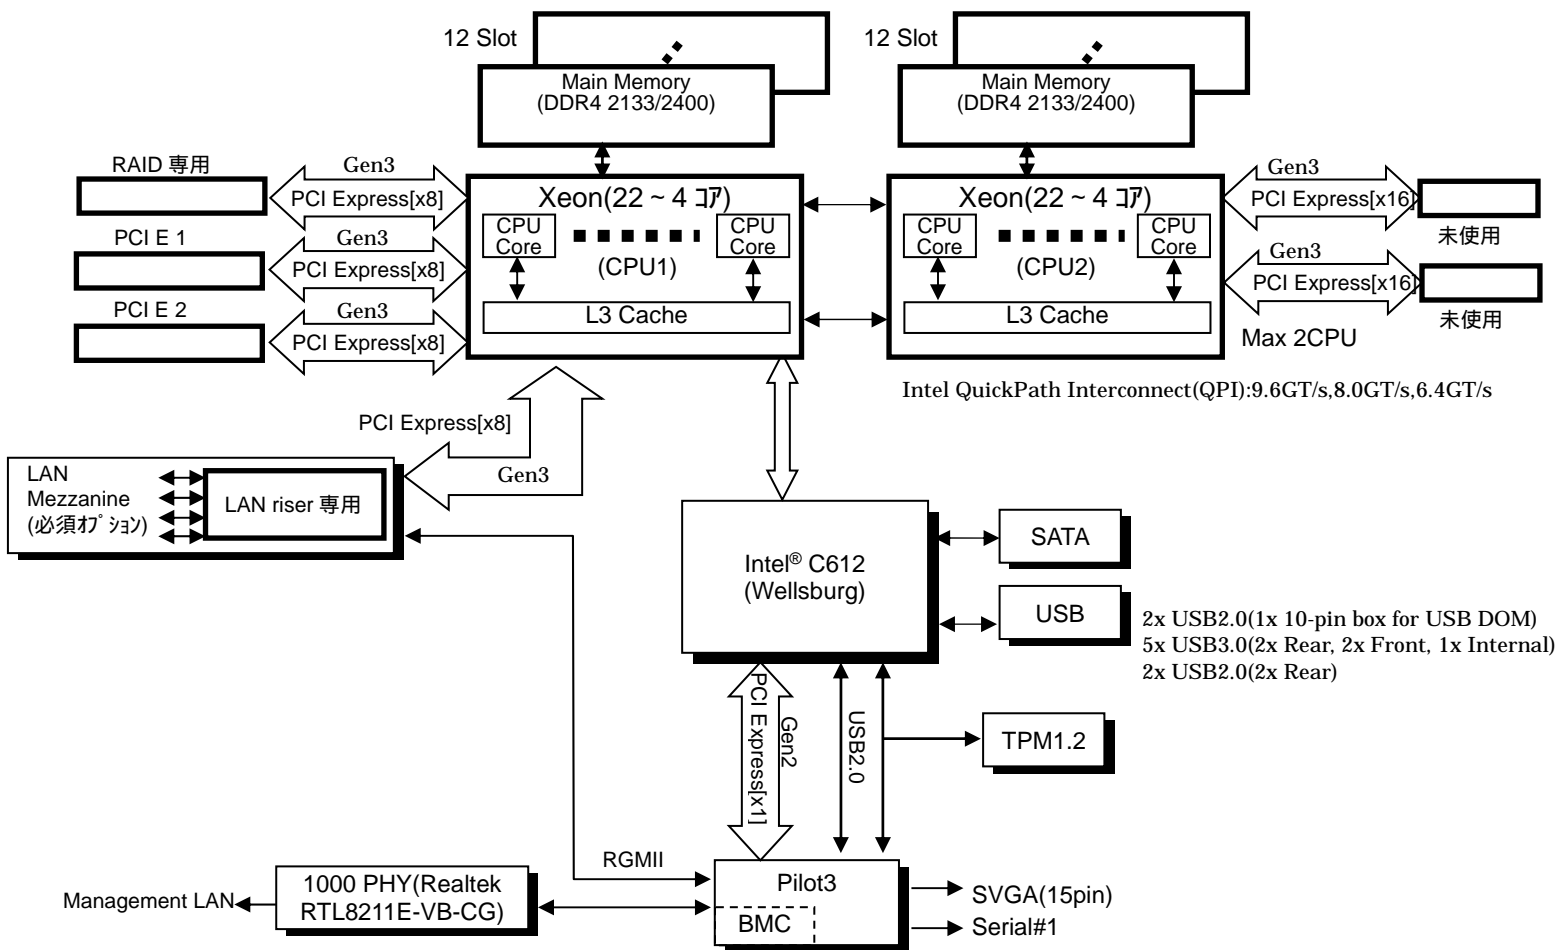 12 Slot
Main Memory
(DDR4 2133/2400)
12 Slot
Main Memory
(DDR4 2133/2400)
RAID 専用
Gen3
PCI Express[x8]
PCI E 1
Gen3
PCI Express[x8]
PCI E 2
Gen3
PCI Express[x8]
Xeon(22 ~ 4 ｺｱ)
CPU
Core
CPU
Core
(CPU1)
L3 Cache
Xeon(22 ~ 4 ｺｱ)
CPU
Core
CPU
Core
(CPU2)
L3 Cache
Gen3
PCI Express[x16]
未使用
Gen3
PCI Express[x16]
未使用
Max 2CPU
Intel QuickPath Interconnect(QPI):9.6GT/s,8.0GT/s,6.4GT/s
PCI Express[x8]
Gen3
LAN
Mezzanine
(必須ｵﾌﾟｼｮﾝ)
LAN riser 専用
Intel® C612
(Wellsburg)
SATA
USB
2x USB2.0(1x 10-pin box for USB DOM)
5x USB3.0(2x Rear, 2x Front, 1x Internal)
2x USB2.0(2x Rear)
Gen2
PCI Express[x1]
USB2.0
TPM1.2
RGMII
Management LAN
1000 PHY(Realtek
RTL8211E-VB-CG)
Pilot3
BMC
SVGA(15pin)
Serial#1